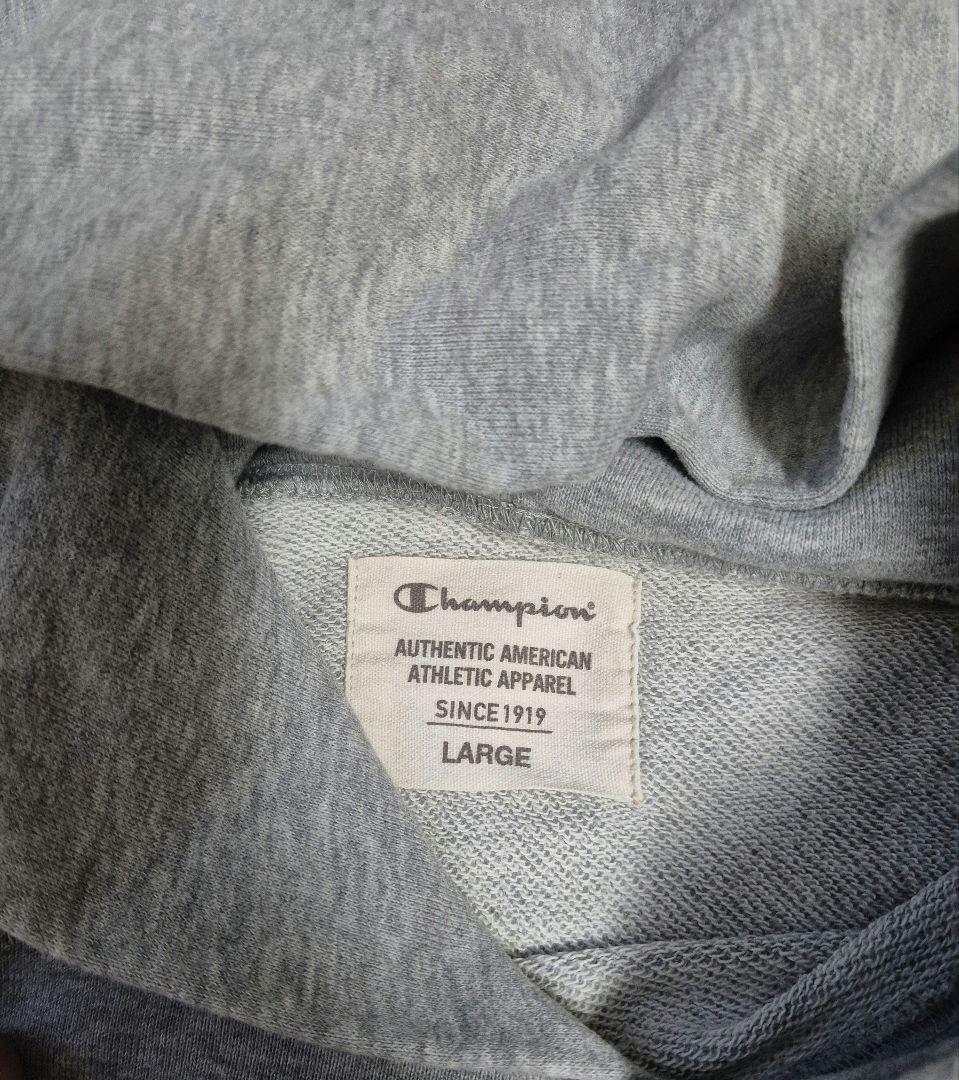 Champion
AUTHENTIC AMERICAN
ATHLETIC APPAREL
SINCE 1919
LARGE